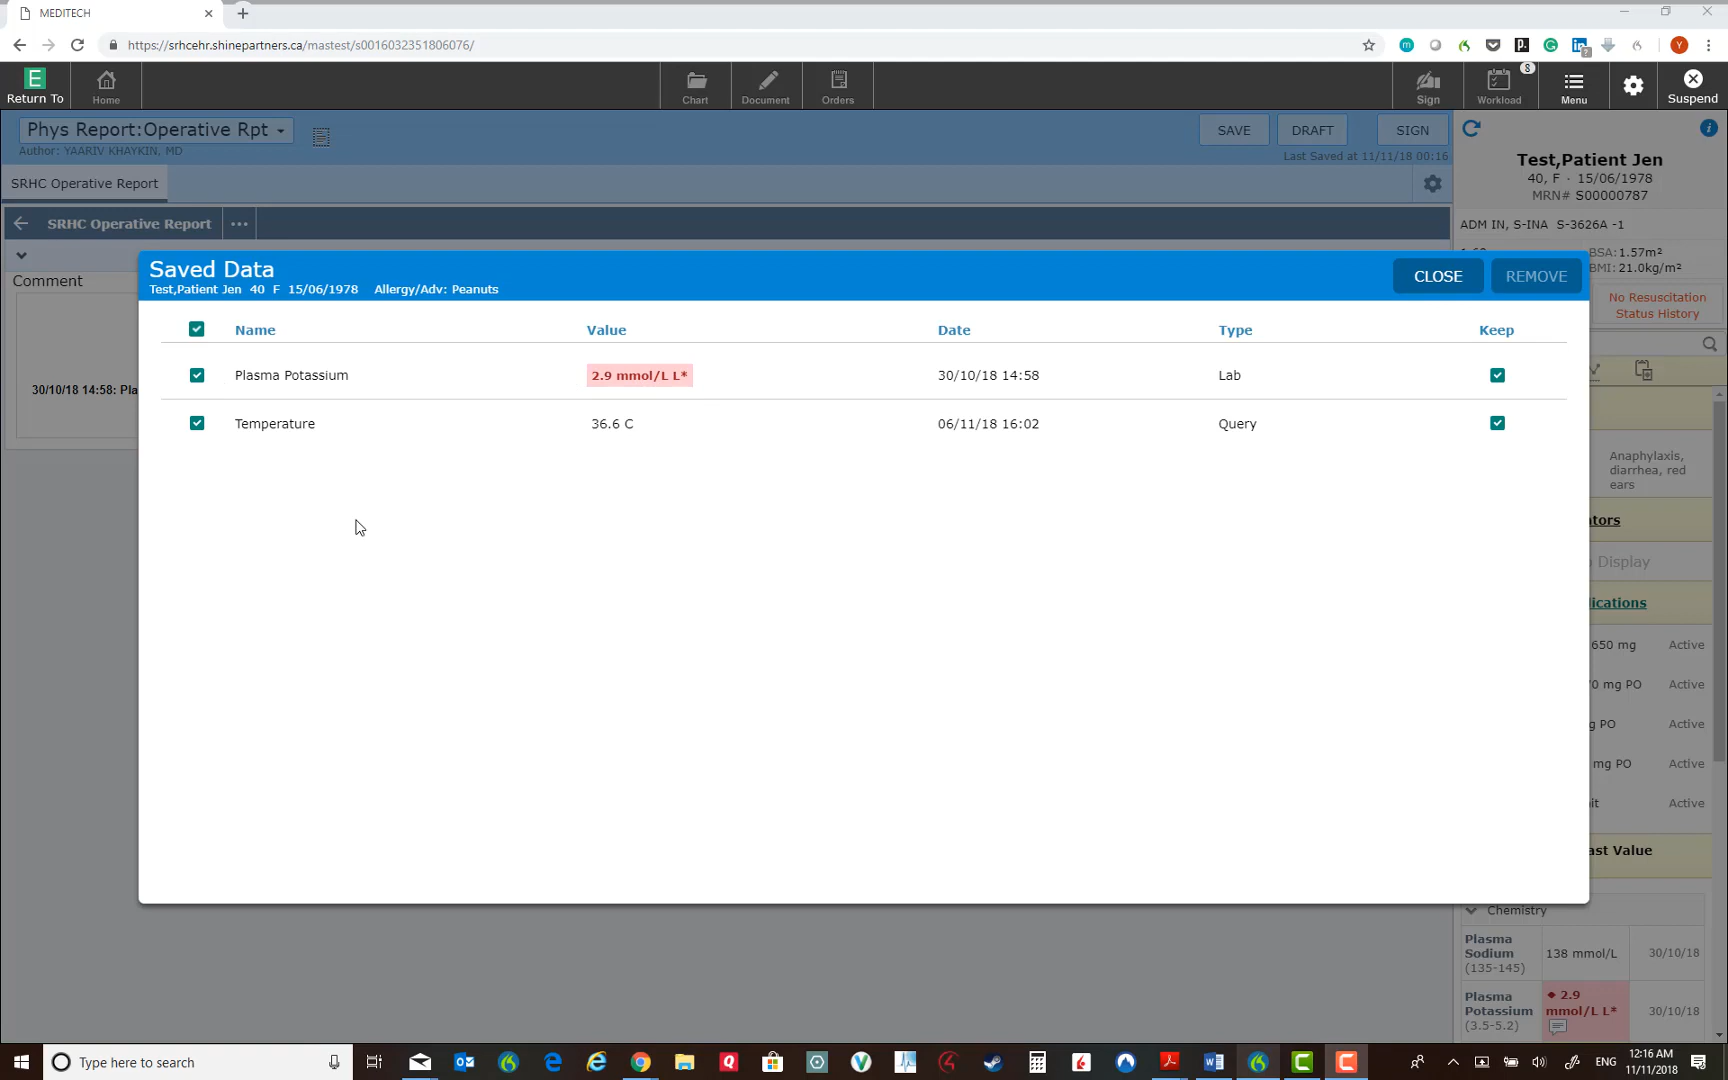 MEDITECH
https://srhcehr.shinepartners.ca/mastest/s0016032351806076/
E
Return To
Home
Chart
Document
Orders
Sign
8
Workload
Menu
Suspend
Phys Report:Operative Rpt
Author: YAARIV KHAYKIN, MD
SAVE
DRAFT
SIGN
Last Saved at 11/11/18 00:16
SRHC Operative Report
SRHC Operative Report
Comment
30/10/18 14:58: Pla
Test,Patient Jen
40, F · 15/06/1978
MRN# S00000787
ADM IN, S-INA S-3626A -1
BSA: 1.57m²
BMI: 21.0kg/m²
No Resuscitation
Status History
Saved Data
Test,Patient Jen 40 F 15/06/1978 Allergy/Adv: Peanuts
CLOSE
REMOVE
Name Value Date Type Keep
Plasma Potassium 2.9 mmol/L L* 30/10/18 14:58 Lab
Temperature 36.6 C 06/11/18 16:02 Query
Anaphylaxis,
diarrhea, red
ears
ators
Display
lications
650 mg Active
0 mg PO Active
g PO Active
mg PO Active
it Active
ast Value
Chemistry
Plasma
Sodium
(135-145)
138 mmol/L
30/10/18
Plasma
Potassium
(3.5-5.2)
2.9
mmol/L L*
30/10/18
Type here to search
ENG
12:16 AM
11/11/2018